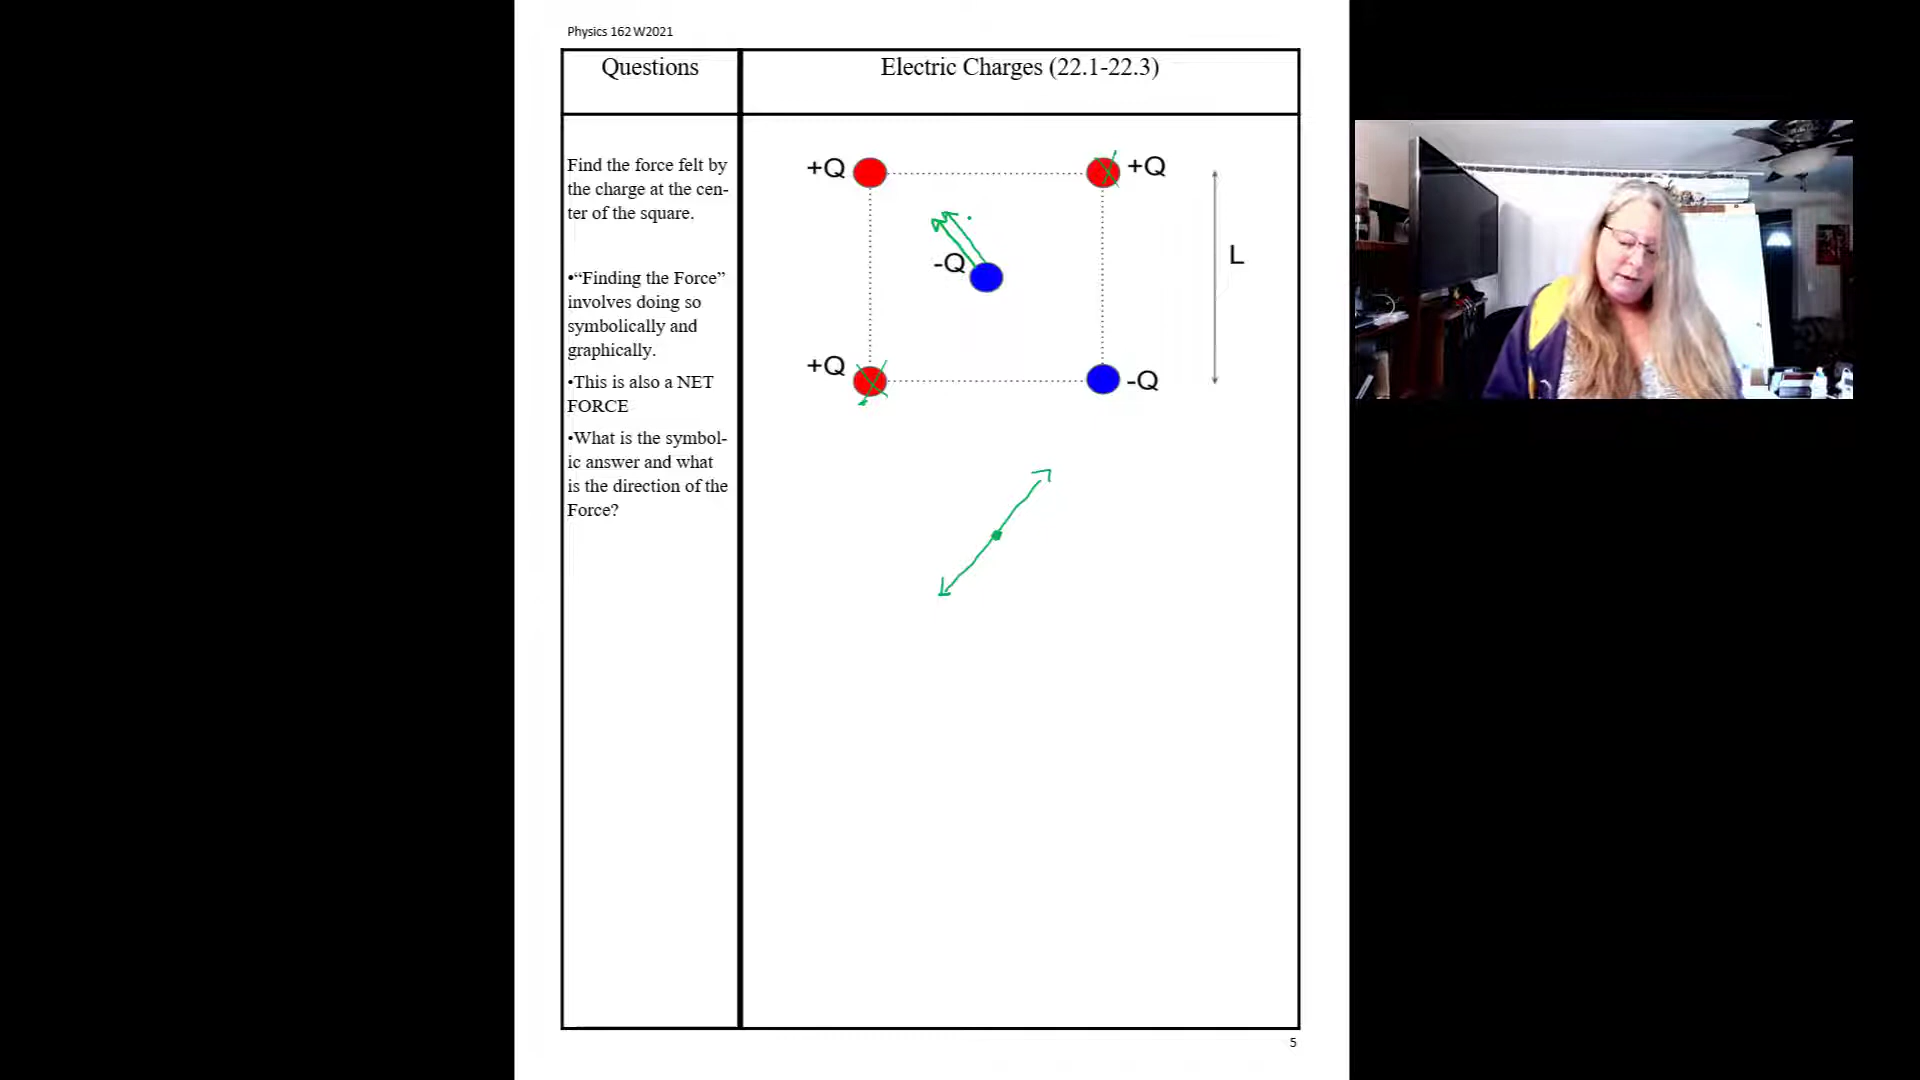 Physics 162 W2021
Questions
Electric Charges (22.1-22.3)
Find the force felt by
the charge at the cen-
ter of the square.
•“Finding the Force”
involves doing so
symbolically and
graphically.
•This is also a NET
FORCE
•What is the symbol-
ic answer and what
is the direction of the
Force?
+Q
+Q
L
-Q
+Q
-Q
5